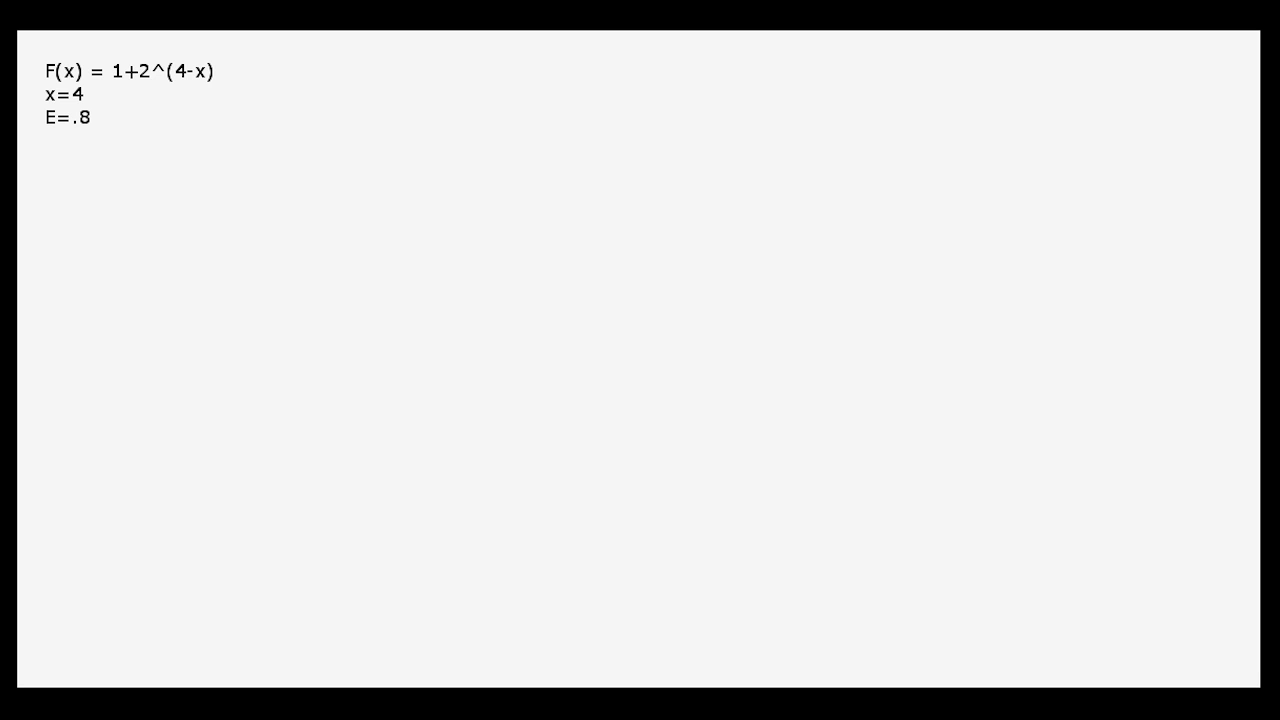 F(x) = 1+2^(4-x)
x=4
E=.8